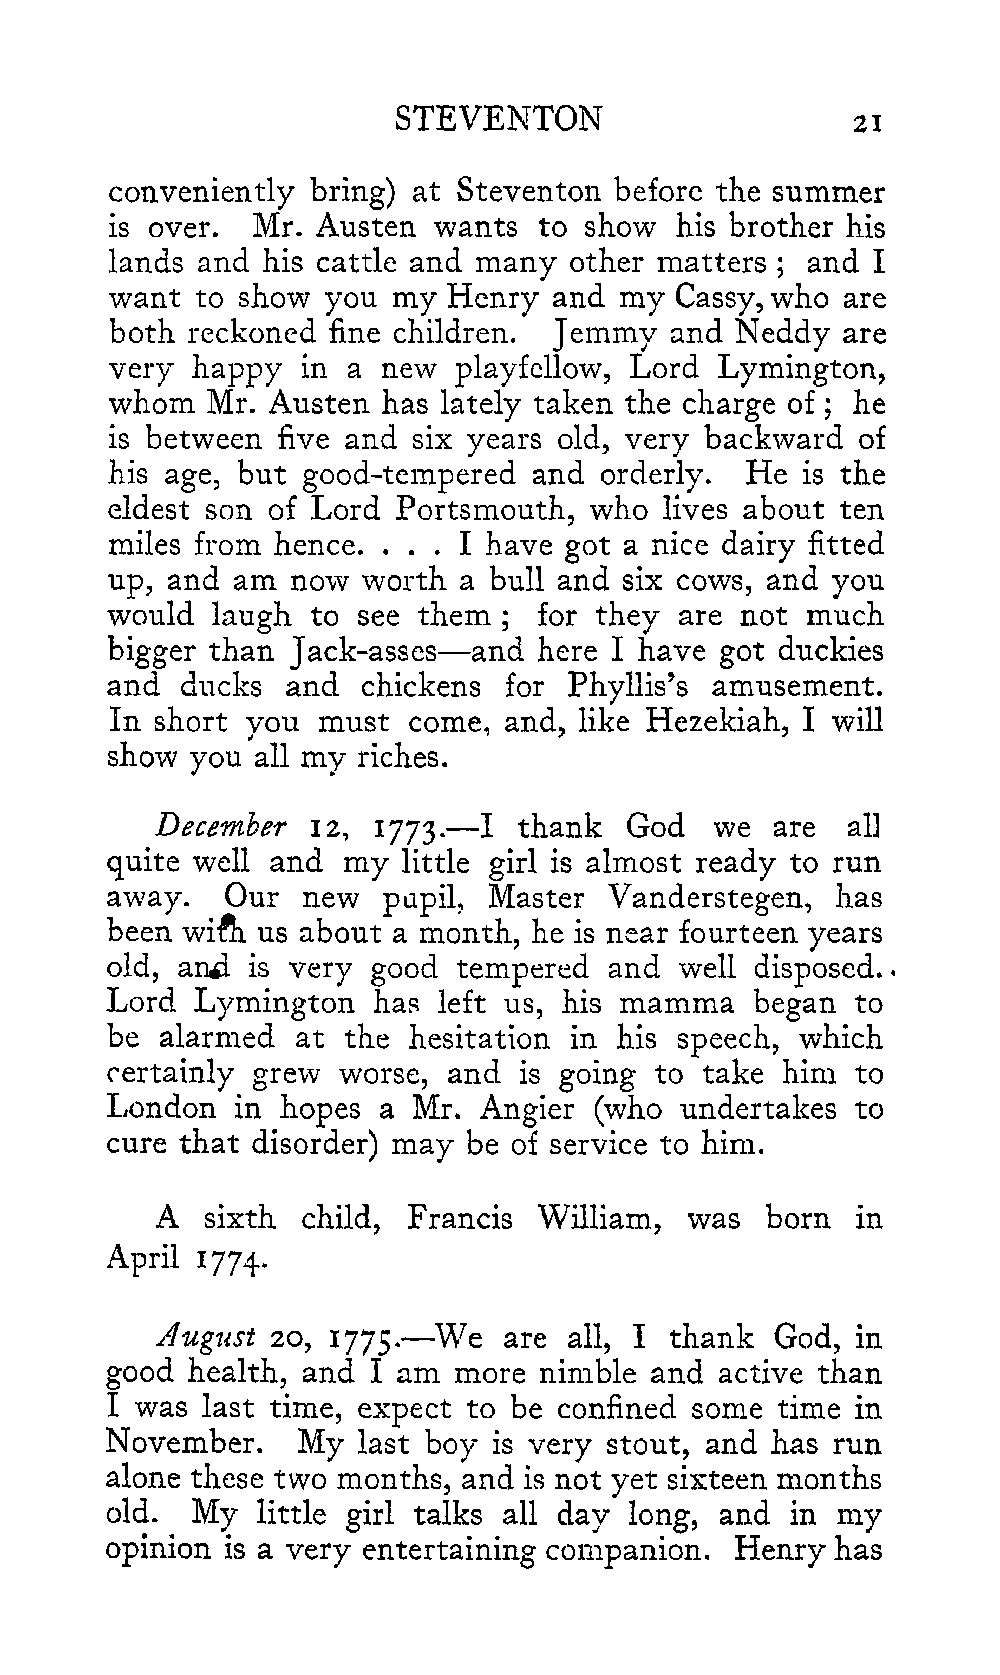 STEVENTON 21
conveniently bring) at Steventon before the summer
is over. Mr. Austen wants to show his brother his
lands and his cattle and many other matters ; and I
want to show you my Henry and my Cassy, who are
both reckoned fine children. Jemmy and Neddy are
very happy in a new playfellow, Lord Lymington,
whom Mr. Austen has lately taken the charge of ; he
is between five and six years old, very backward of
his age, but good-tempered and orderly. He is the
eldest son of Lord Portsmouth, who lives about ten
miles from hence. . . . I have got a nice dairy fitted
up, and am now worth a bull and six cows, and you
would laugh to see them ; for they are not much
bigger than Jack-asses—and here I have got duckies
and ducks and chickens for Phyllis's amusement.
In short you must come, and, like Hezekiah, I will
show you all my riches.
December 12, 1773.—I thank God we are all
quite well and my little girl is almost ready to run
away. Our new pupil, Master Vanderstegen, has
been with us about a month, he is near fourteen years
old, and is very good tempered and well disposed. .
Lord Lymington has left us, his mamma began to
be alarmed at the hesitation in his speech, which
certainly grew worse, and is going to take him to
London in hopes a Mr. Angier (who undertakes to
cure that disorder) may be of service to him.
A sixth child, Francis William, was born in
April 1774.
August 20, 1775.—We are all, I thank God, in
good health, and I am more nimble and active than
I was last time, expect to be confined some time in
November. My last boy is very stout, and has run
alone these two months, and is not yet sixteen months
old. My little girl talks all day long, and in my
opinion is a very entertaining companion. Henry has